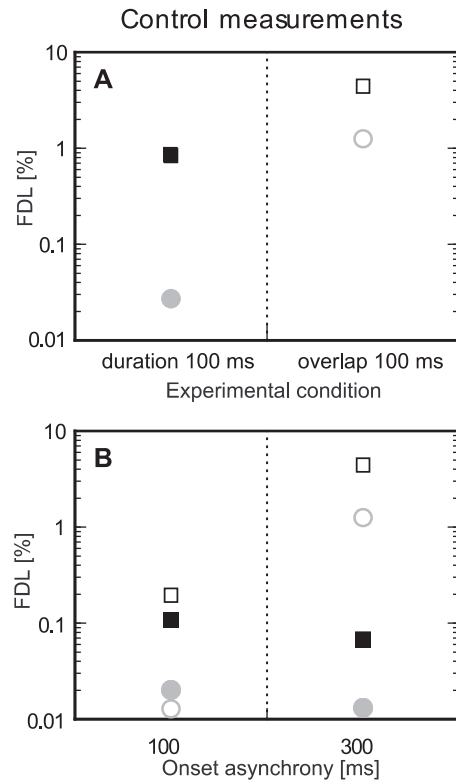 Control measurements
A
10
1
0.1
0.01
FDL [%]
duration 100 ms overlap 100 ms
Experimental condition
B
10
1
0.1
0.01
FDL [%]
100 300
Onset asynchrony [ms]